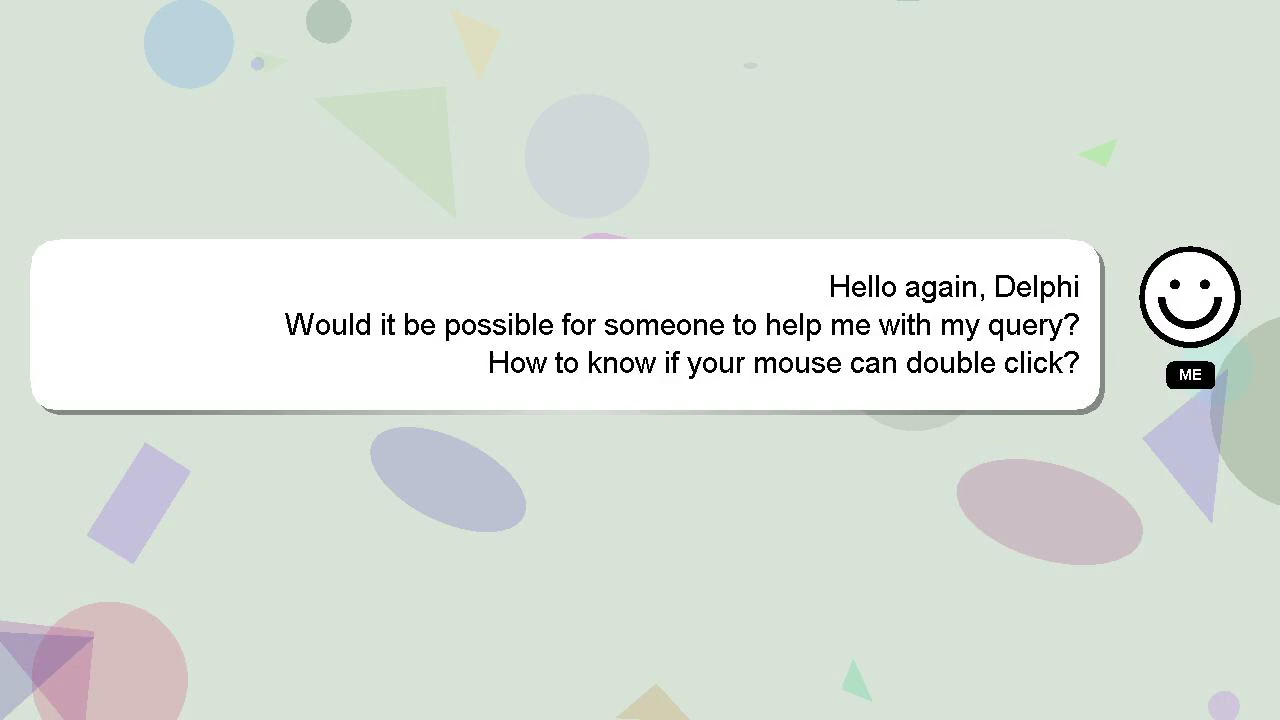 Hello again, Delphi
Would it be possible for someone to help me with my query?
How to know if your mouse can double click?
ME